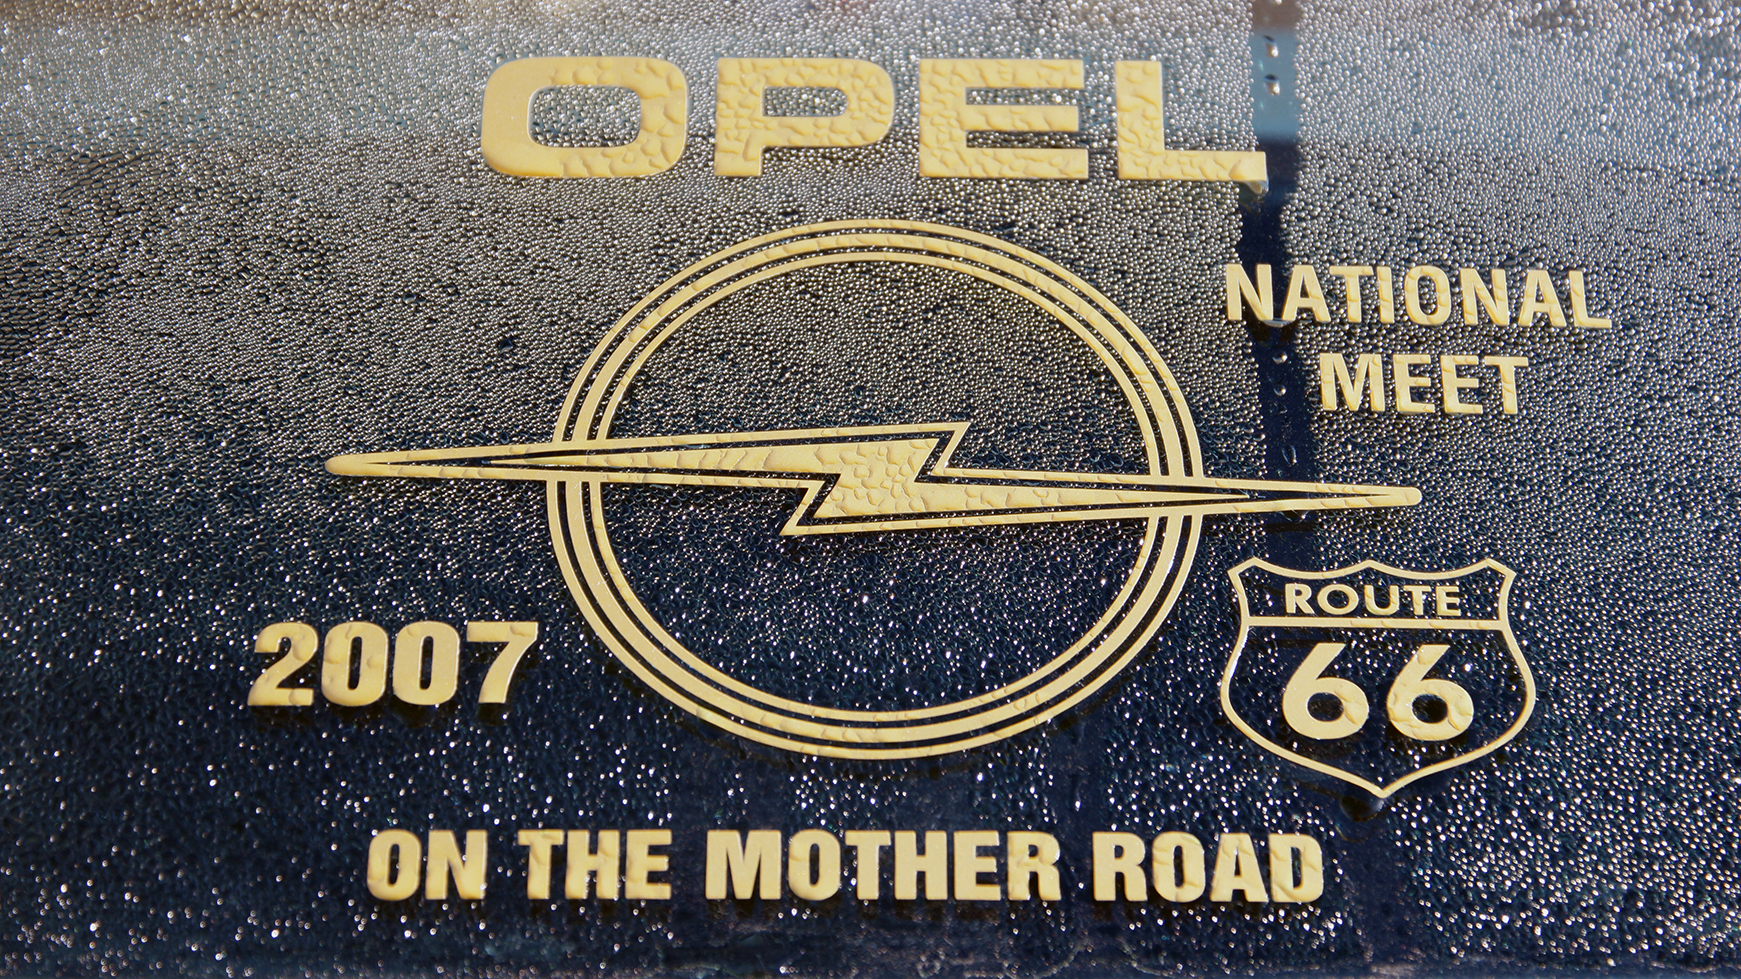 OPEL
NATIONAL
MEET
2007
ROUTE
66
ON THE MOTHER ROAD